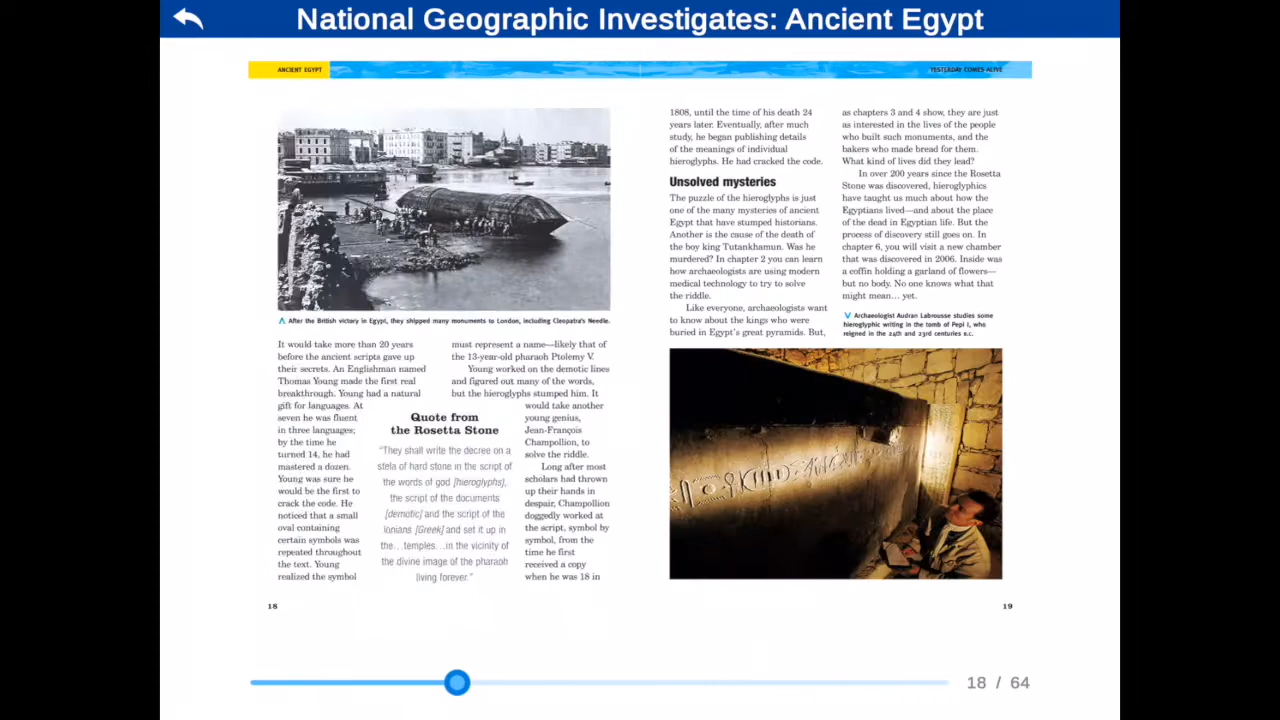 National Geographic Investigates: Ancient Egypt
ANCIENT EGYPT
YESTERDAY COMES ALIVE
After the British victory in Egypt, they shipped many monuments to London, including Cleopatra's Needle.
It would take more than 20 years
before the ancient scripts gave up
their secrets. An Englishman named
Thomas Young made the first real
breakthrough. Young had a natural
gift for languages. At
seven he was fluent
in three languages;
by the time he
turned 14, he had
mastered a dozen.
Young was sure he
would be the first to
crack the code. He
noticed that a small
oval containing
certain symbols was
repeated throughout
the text. Young
realized the symbol
Quote from
the Rosetta Stone
"They shall write the decree on a
stela of hard stone in the script of
the words of god [hieroglyphs],
the script of the documents
[demotic] and the script of the
Ionians [Greek] and set it up in
the…temples…in the vicinity of
the divine image of the pharaoh
living forever."
must represent a name—likely that of
the 13-year-old pharaoh Ptolemy V.
Young worked on the demotic lines
and figured out many of the words,
but the hieroglyphs stumped him. It
would take another
young genius,
Jean-François
Champollion, to
solve the riddle.
Long after most
scholars had thrown
up their hands in
despair, Champollion
doggedly worked at
the script, symbol by
symbol, from the
time he first
received a copy
when he was 18 in
18
1808, until the time of his death 24
years later. Eventually, after much
study, he began publishing details
of the meanings of individual
hieroglyphs. He had cracked the code.
Unsolved mysteries
The puzzle of the hieroglyphs is just
one of the many mysteries of ancient
Egypt that have stumped historians.
Another is the cause of the death of
the boy king Tutankhamun. Was he
murdered? In chapter 2 you can learn
how archaeologists are using modern
medical technology to try to solve
the riddle.
Like everyone, archaeologists want
to know about the kings who were
buried in Egypt's great pyramids. But,
as chapters 3 and 4 show, they are just
as interested in the lives of the people
who built such monuments, and the
bakers who made bread for them.
What kind of lives did they lead?
In over 200 years since the Rosetta
Stone was discovered, hieroglyphics
have taught us much about how the
Egyptians lived—and about the place
of the dead in Egyptian life. But the
process of discovery still goes on. In
chapter 6, you will visit a new chamber
that was discovered in 2006. Inside was
a coffin holding a garland of flowers—
but no body. No one knows what that
might mean… yet.
Archaeologist Audran Labrousse studies some
hieroglyphic writing in the tomb of Pepi I, who
reigned in the 24th and 23rd centuries B.C.
19
18 / 64